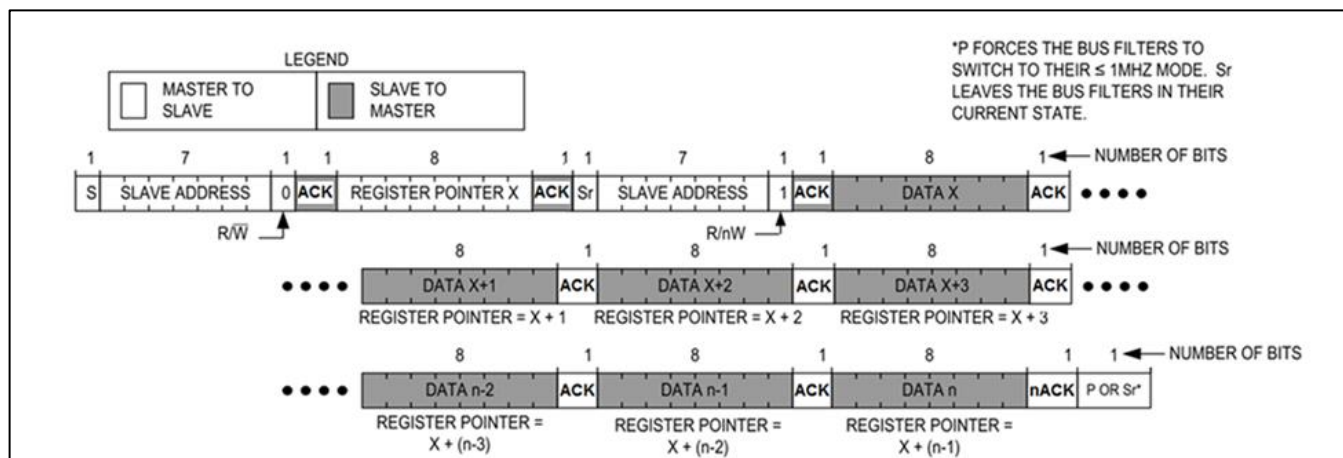 LEGEND
MASTER TO SLAVE
SLAVE TO MASTER
*P FORCES THE BUS FILTERS TO
SWITCH TO THEIR ≤ 1MHZ MODE. Sr
LEAVES THE BUS FILTERS IN THEIR
CURRENT STATE.
1 7 1 1 8 1 1 7 1 1 8 1 NUMBER OF BITS
S SLAVE ADDRESS 0 ACK REGISTER POINTER X ACK Sr SLAVE ADDRESS 1 ACK DATA X ACK
R/W̅ R/nW
8 1 8 1 8 1 NUMBER OF BITS
DATA X+1 ACK DATA X+2 ACK DATA X+3 ACK
REGISTER POINTER = X + 1 REGISTER POINTER = X + 2 REGISTER POINTER = X + 3
8 1 8 1 8 1 1 NUMBER OF BITS
DATA n-2 ACK DATA n-1 ACK DATA n nACK P OR Sr*
REGISTER POINTER = REGISTER POINTER = REGISTER POINTER =
X + (n-3) X + (n-2) X + (n-1)